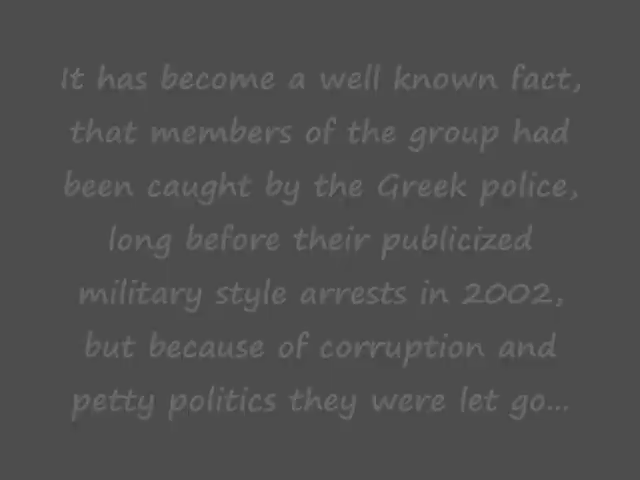 It has become a well known fact,
that members of the group had
been caught by the Greek police,
long before their publicized
military style arrests in 2002,
but because of corruption and
petty politics they were let go...